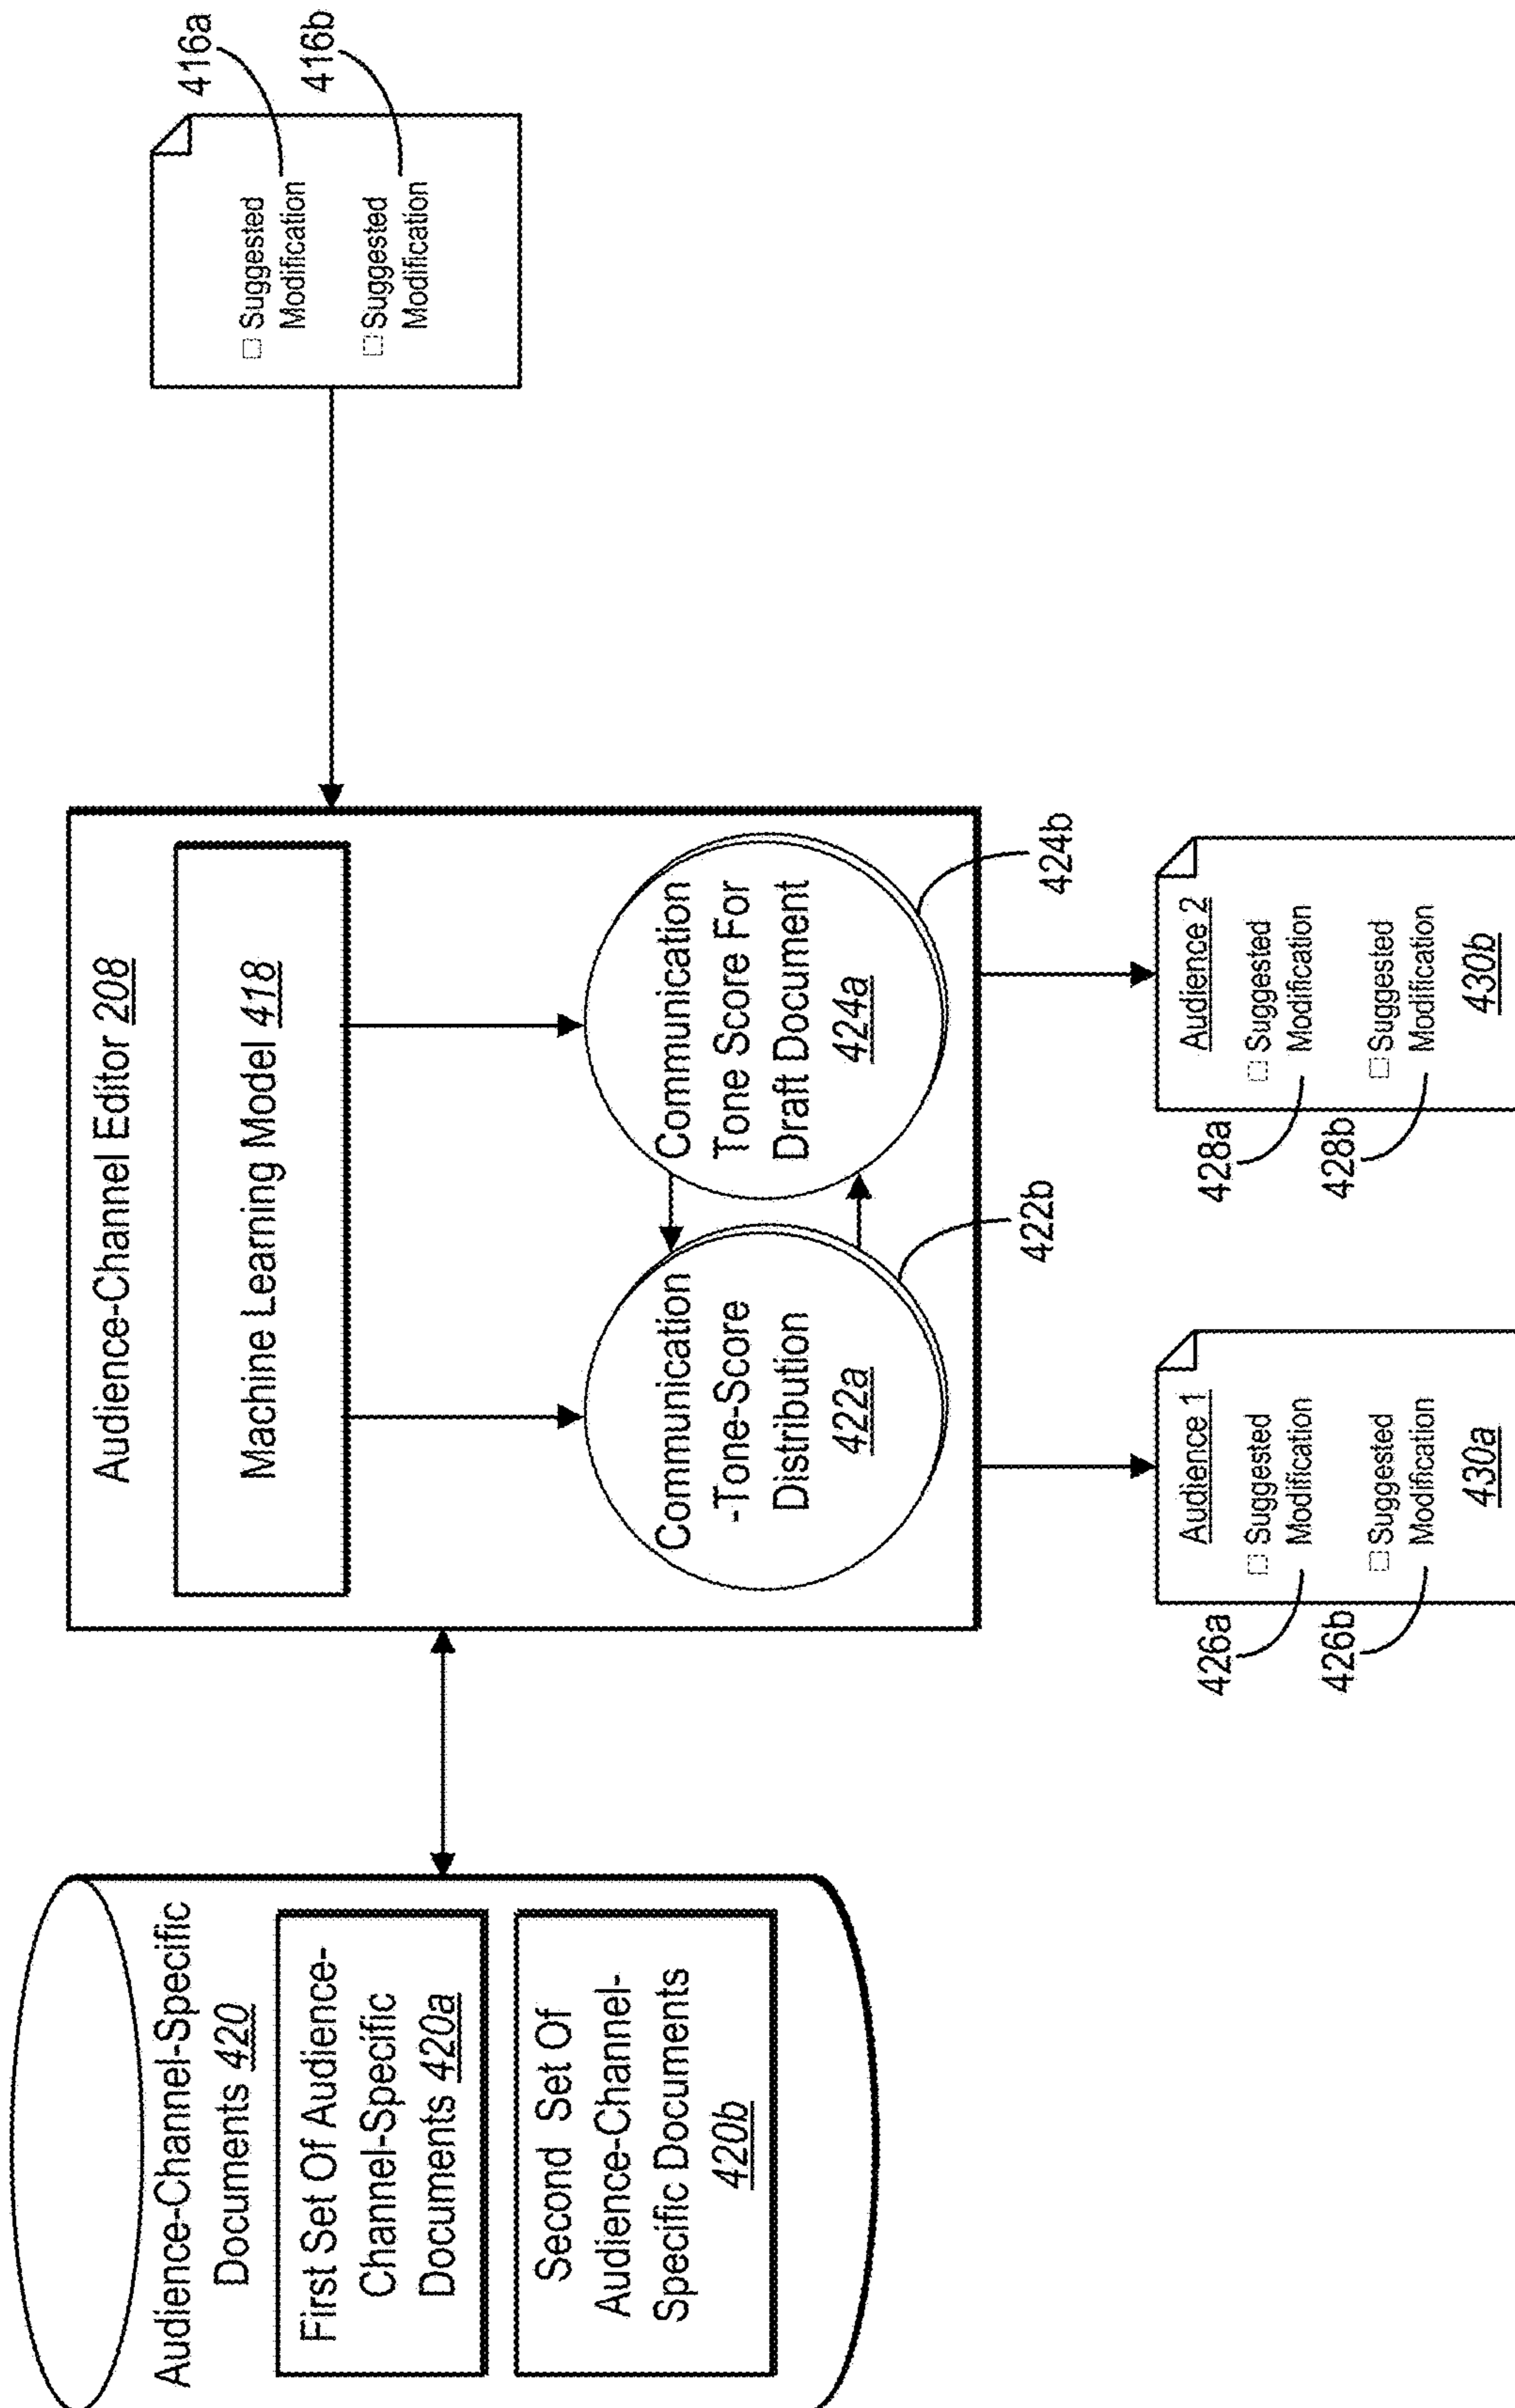 Audience-Channel-Specific
Documents 420
First Set Of Audience-
Channel-Specific
Documents 420a
Second Set Of
Audience-Channel-
Specific Documents
420b
Audience-Channel Editor 208
Machine Learning Model 418
Communication
-Tone-Score
Distribution
422a
422b
Communication
Tone Score For
Draft Document
424a
424b
416a
416b
Suggested
Modification
Suggested
Modification
426a
426b
Audience 1
Suggested
Modification
Suggested
Modification
430a
428a
428b
Audience 2
Suggested
Modification
Suggested
Modification
430b